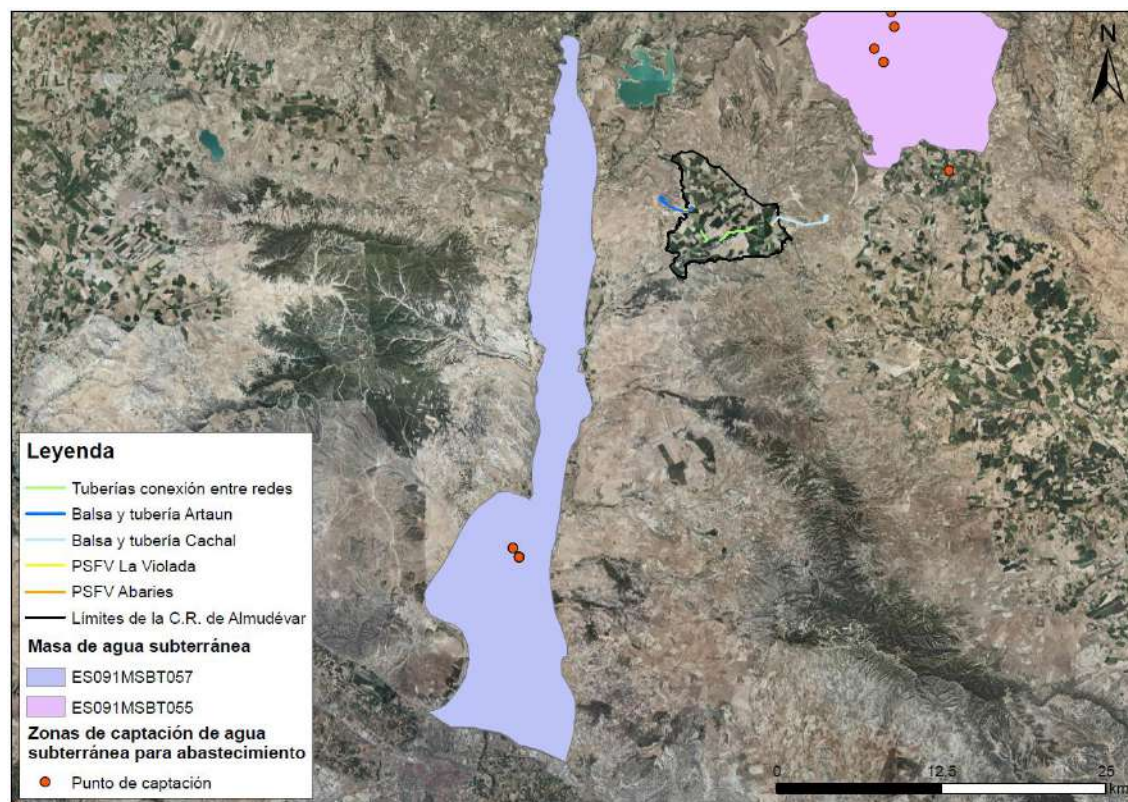 N
Leyenda
Tuberías conexión entre redes
Balsa y tubería Artaun
Balsa y tubería Cachal
PSFV La Violada
PSFV Abaries
Límites de la C.R. de Almudévar
Masa de agua subterránea
ES091MSBT057
ES091MSBT055
Zonas de captación de agua
subterránea para abastecimiento
Punto de captación
0 12,5 25
km